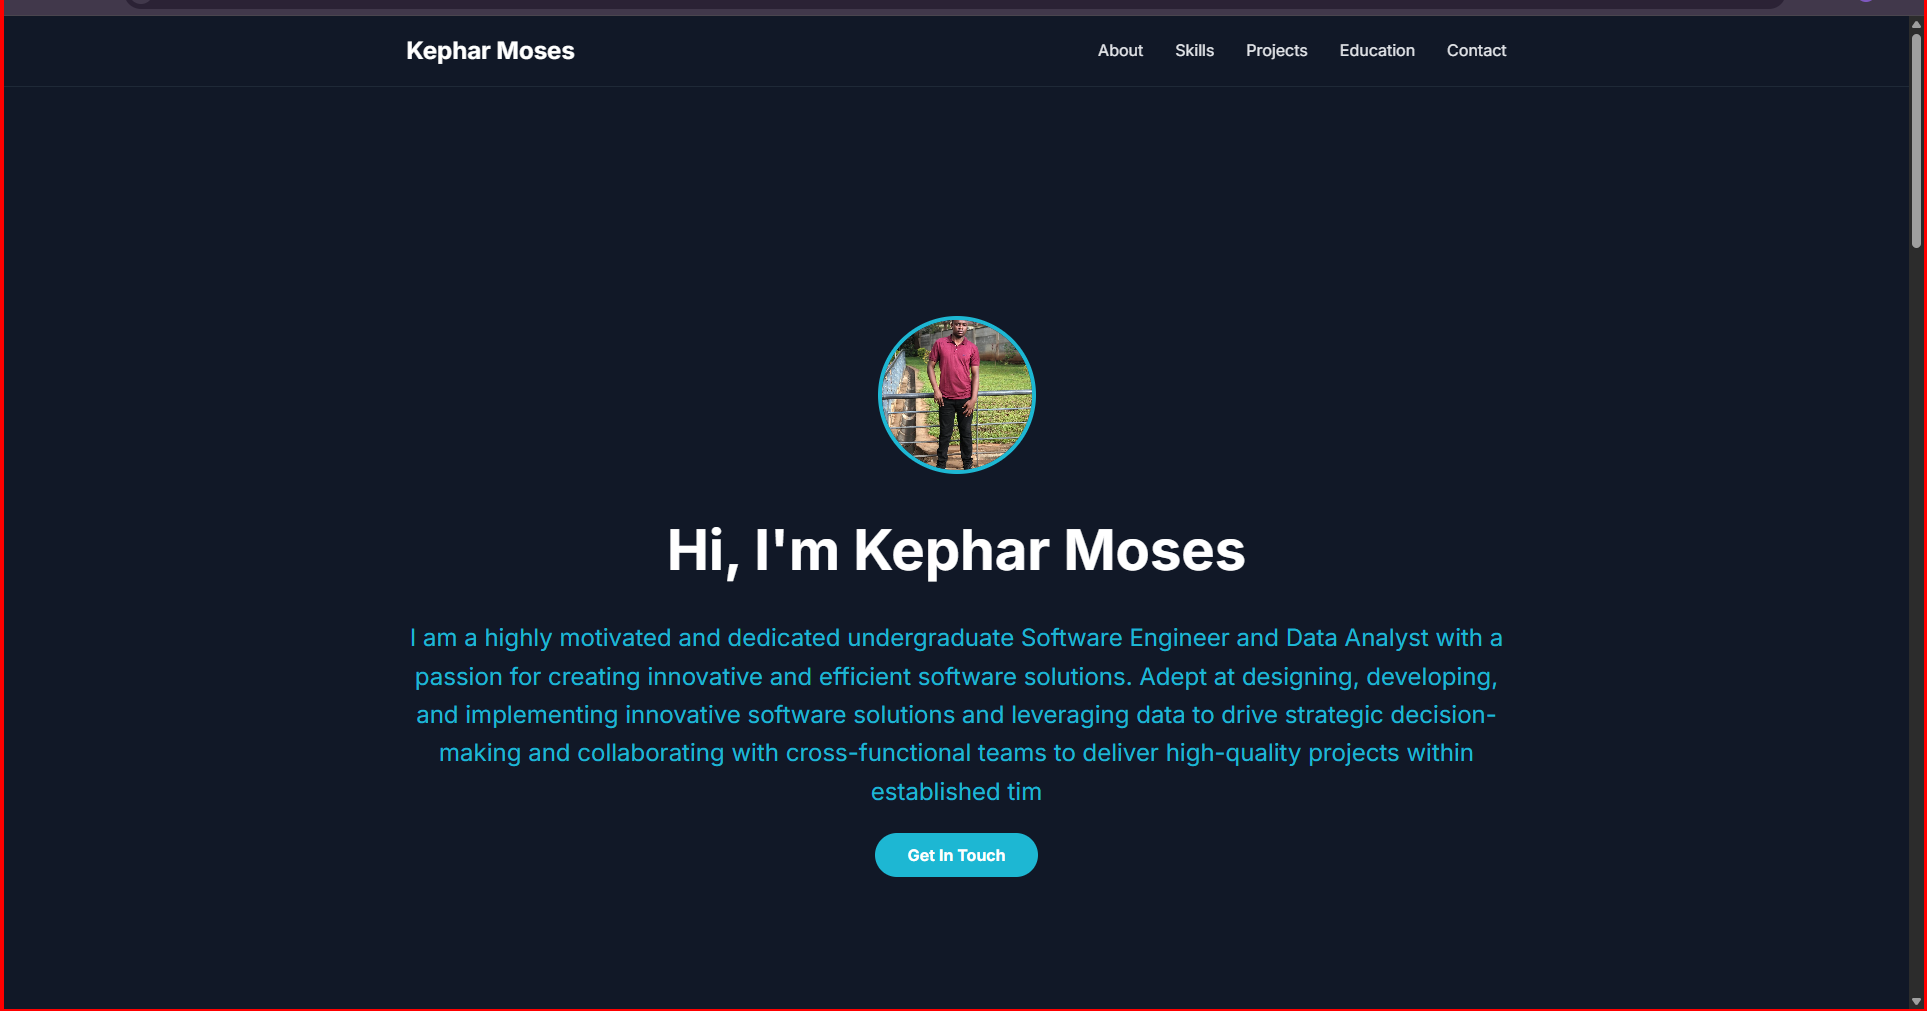 Kephar Moses
About Skills Projects Education Contact
Hi, I'm Kephar Moses
I am a highly motivated and dedicated undergraduate Software Engineer and Data Analyst with a
passion for creating innovative and efficient software solutions. Adept at designing, developing,
and implementing innovative software solutions and leveraging data to drive strategic decision-
making and collaborating with cross-functional teams to deliver high-quality projects within
established tim
Get In Touch